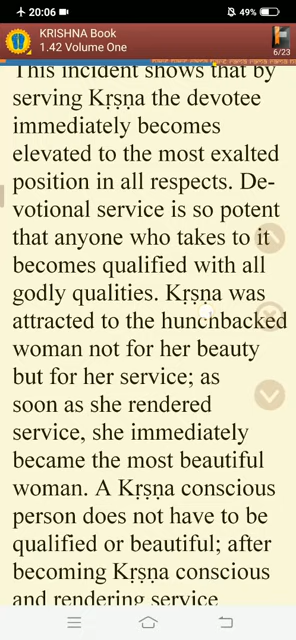 20:06
49%
KRISHNA Book
1.42 Volume One
6/23
This incident shows that by
serving Kṛṣṇa the devotee
immediately becomes
elevated to the most exalted
position in all respects. De-
votional service is so potent
that anyone who takes to it
becomes qualified with all
godly qualities. Kṛṣṇa was
attracted to the hunchbacked
woman not for her beauty
but for her service; as
soon as she rendered
service, she immediately
became the most beautiful
woman. A Kṛṣṇa conscious
person does not have to be
qualified or beautiful; after
becoming Kṛṣṇa conscious
and rendering service